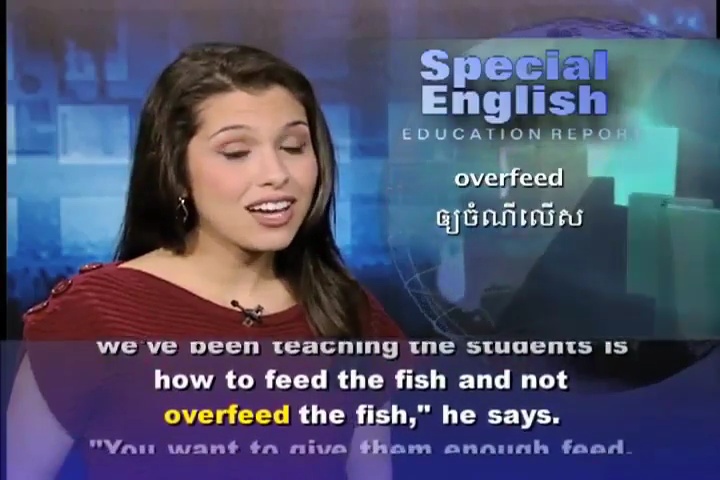 Special
English
EDUCATION REPORT
overfeed
ឲ្យចំណីលើស
we've been teaching the students is
how to feed the fish and not
overfeed the fish," he says.
"You want to give them enough feed.